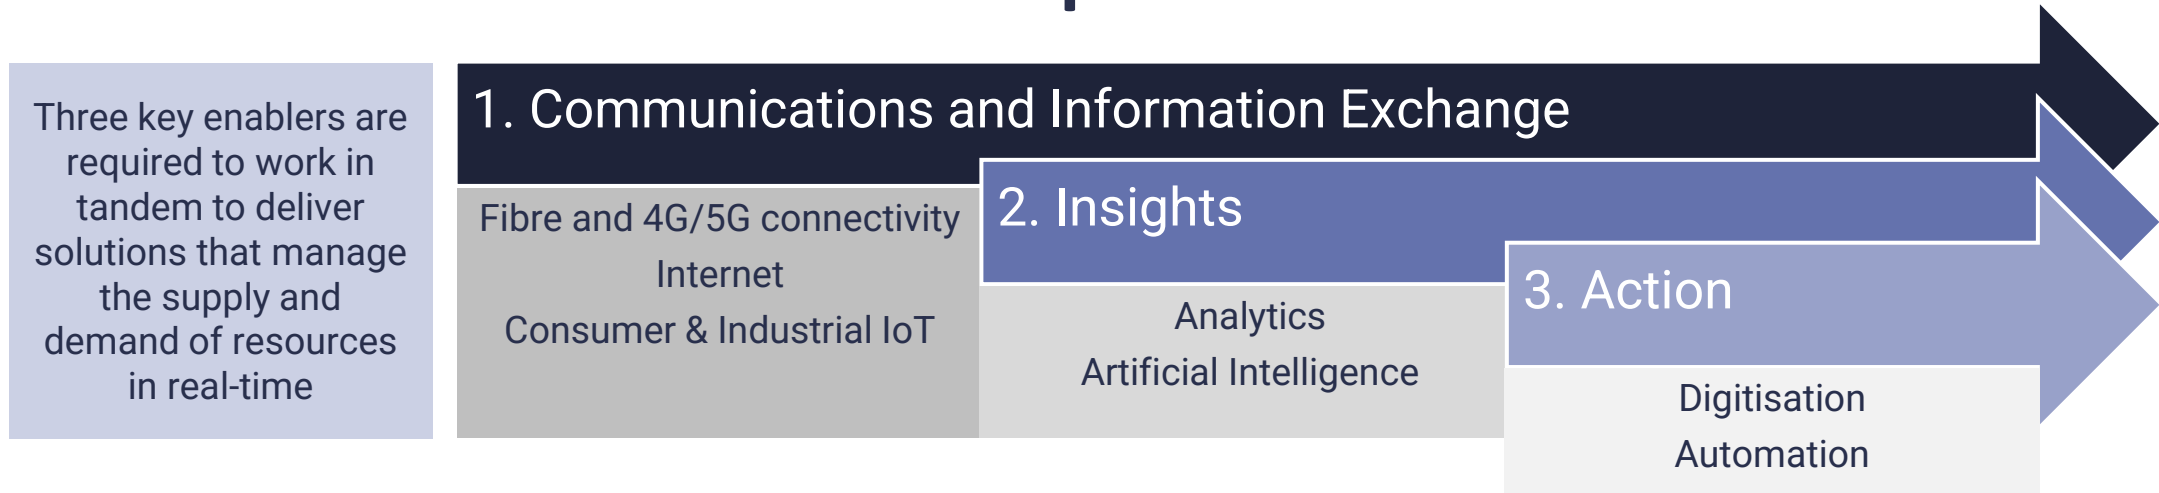 Three key enablers are
required to work in
tandem to deliver
solutions that manage
the supply and
demand of resources
in real-time
1. Communications and Information Exchange
Fibre and 4G/5G connectivity
Internet
Consumer & Industrial IoT
2. Insights
Analytics
Artificial Intelligence
3. Action
Digitisation
Automation